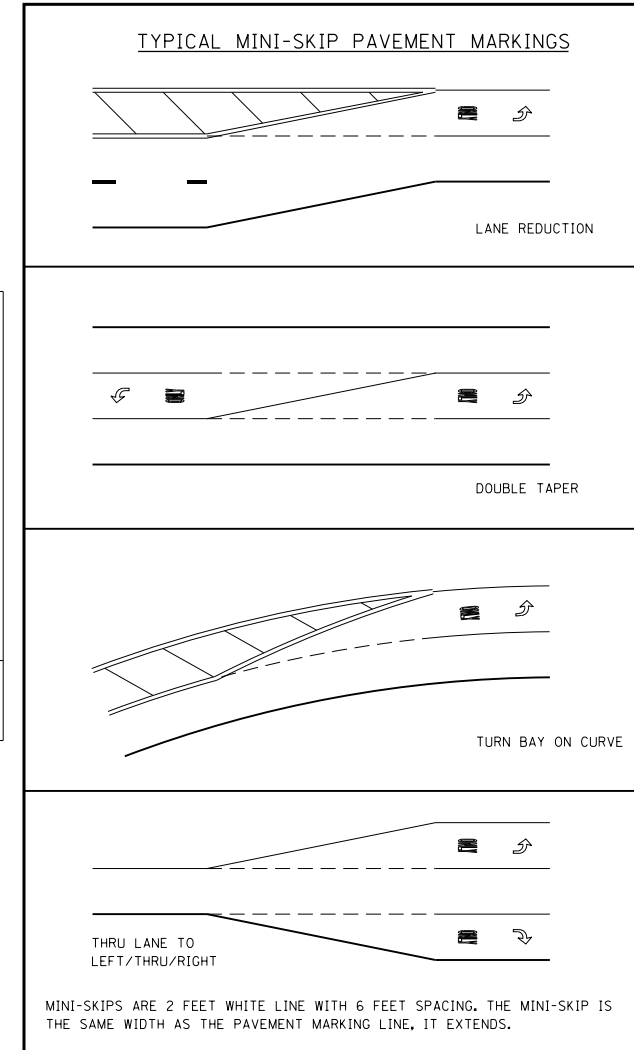 TYPICAL MINI-SKIP PAVEMENT MARKINGS
LANE REDUCTION
DOUBLE TAPER
TURN BAY ON CURVE
THRU LANE TO
LEFT/THRU/RIGHT
MINI-SKIPS ARE 2 FEET WHITE LINE WITH 6 FEET SPACING. THE MINI-SKIP IS
THE SAME WIDTH AS THE PAVEMENT MARKING LINE, IT EXTENDS.